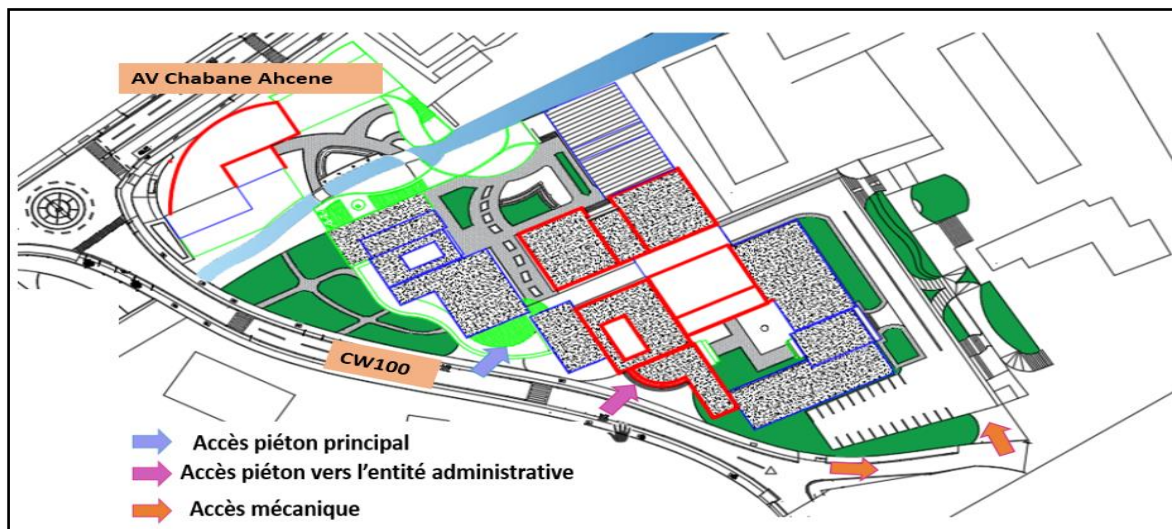 AV Chabane Ahcene
CW100
Accès piéton principal
Accès piéton vers l’entité administrative
Accès mécanique